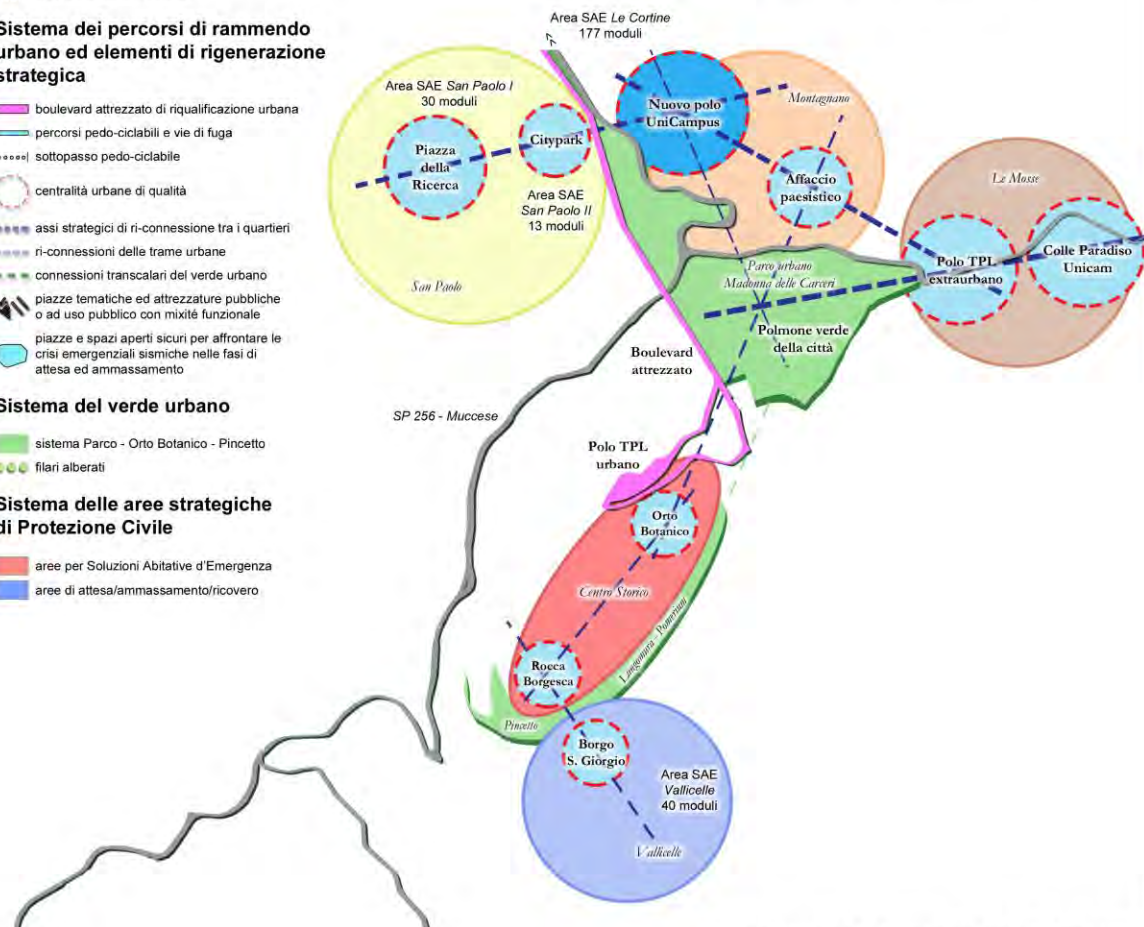 Sistema dei percorsi di rammendo
urbano ed elementi di rigenerazione
strategica
boulevard attrezzato di riqualificazione urbana
percorsi pedo-ciclabili e vie di fuga
sottopasso pedo-ciclabile
centralità urbane di qualità
assi strategici di ri-connessione tra i quartieri
ri-connessioni delle trame urbane
connessioni transcalari del verde urbano
piazze tematiche ed attrezzature pubbliche
o ad uso pubblico con mixité funzionale
piazze e spazi aperti sicuri per affrontare le
crisi emergenziali sismiche nelle fasi di
attesa ed ammassamento
Sistema del verde urbano
sistema Parco - Orto Botanico - Pincetto
filari alberati
Sistema delle aree strategiche
di Protezione Civile
aree per Soluzioni Abitative d'Emergenza
aree di attesa/ammassamento/ricovero
Area SAE Le Cortine
177 moduli
Area SAE San Paolo I
30 moduli
Piazza
della
Ricerca
Citypark
Area SAE
San Paolo II
13 moduli
San Paolo
Nuovo polo
UniCampus
Montagnano
Affaccio
paesistico
Le Mosse
Polo TPL
extraurbano
Colle Paradiso
Unicam
Parco urbano
Madonna delle Carceri
Polmone verde
della città
Boulevard
attrezzato
SP 256 - Muccese
Polo TPL
urbano
Orto
Botanico
Centro Storico
Lungomura - Pomerium
Rocca
Borgesca
Pincetto
Borgo
S. Giorgio
Area SAE
Vallicelle
40 moduli
Vallicelle